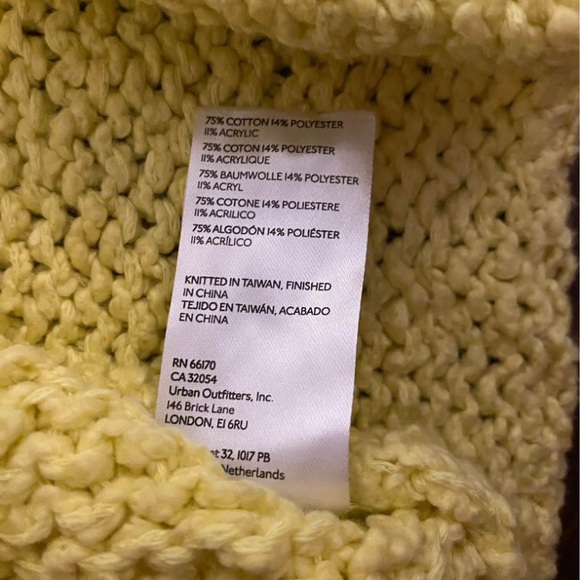 75% COTTON 14% POLYESTER
11% ACRYLIC
75% COTON 14% POLYESTER
11% ACRYLIQUE
75% BAUMWOLLE 14% POLYESTER
11% ACRYL
75% COTONE 14% POLIESTERE
11% ACRILICO
75% ALGODÓN 14% POLIÉSTER
11% ACRÍLICO
KNITTED IN TAIWAN, FINISHED
IN CHINA
TEJIDO EN TAIWÁN, ACABADO
EN CHINA
RN 66170
CA 32054
Urban Outfitters, Inc.
146 Brick Lane
LONDON, E1 6RU
32, 1017 PB
Netherlands